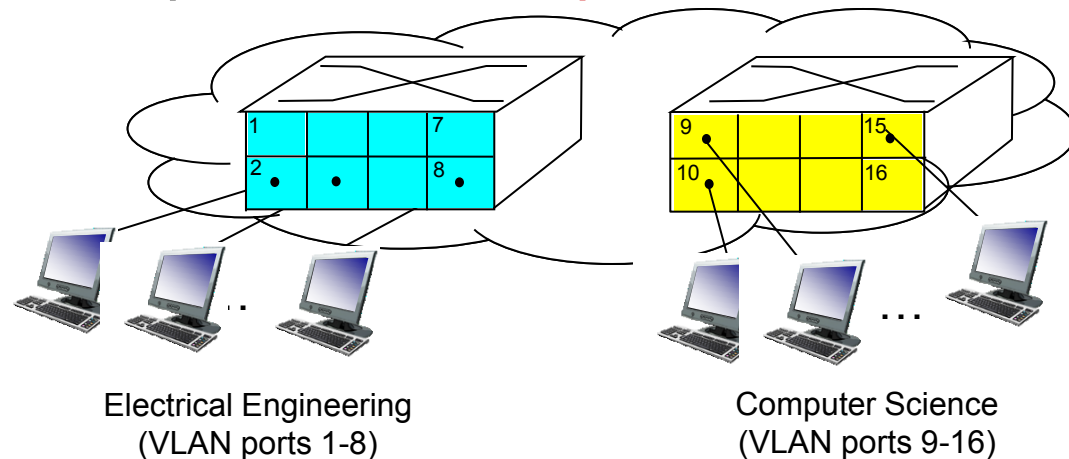 1
7
2
8
9
15
10
16
. .
. . .
Electrical Engineering
(VLAN ports 1-8)
Computer Science
(VLAN ports 9-16)